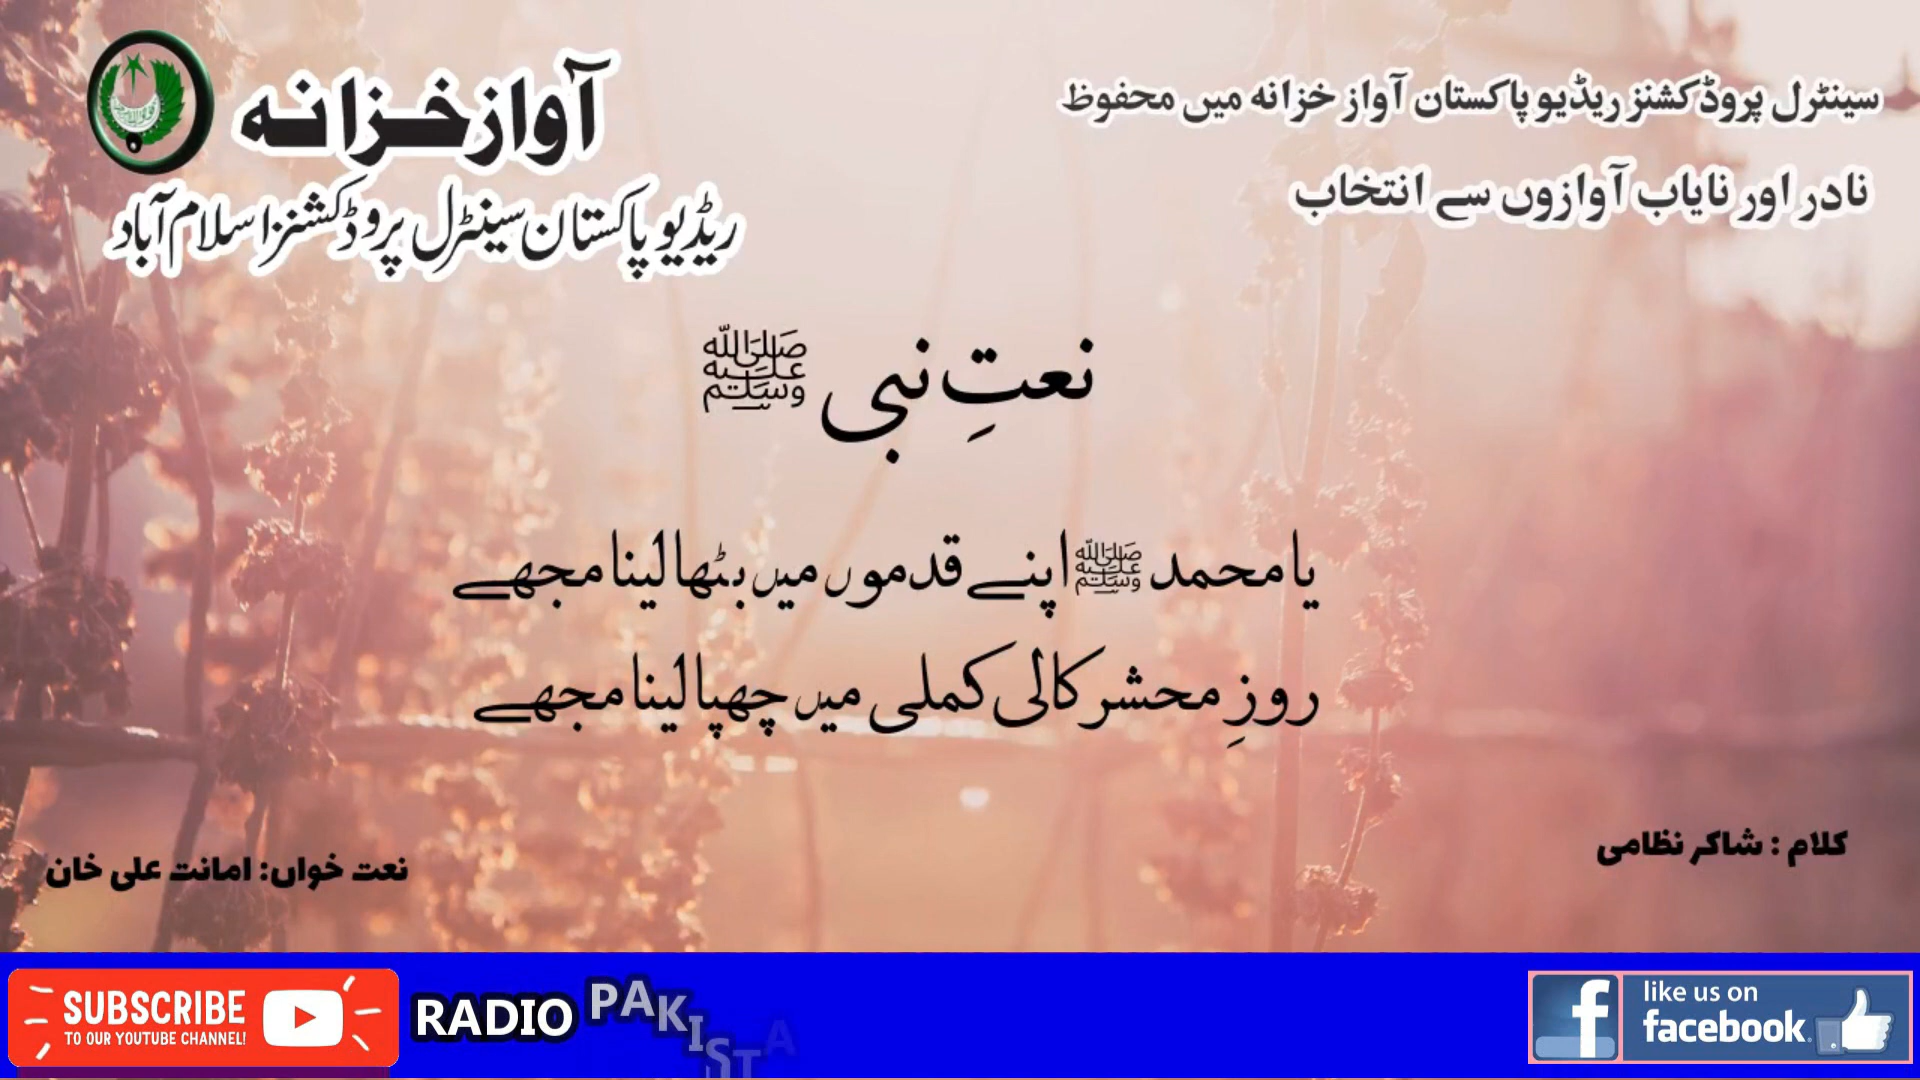 آواز خزانہ
ریڈیو پاکستان سینٹرل پروڈکشنز اسلام آباد
سینٹرل پروڈکشنز ریڈیو پاکستان آواز خزانہ میں محفوظ
نادر اور نایاب آوازوں سے انتخاب
نعتِ نبی ﷺ
یا محمد ﷺ اپنے قدموں میں بٹھا لینا مجھے
روزِ محشر کالی کملی میں چھپا لینا مجھے
کلام : شاکر نظامی
نعت خواں: امانت علی خان
SUBSCRIBE
TO OUR YOUTUBE CHANNEL!
RADIO PAKISTA
like us on
facebook.